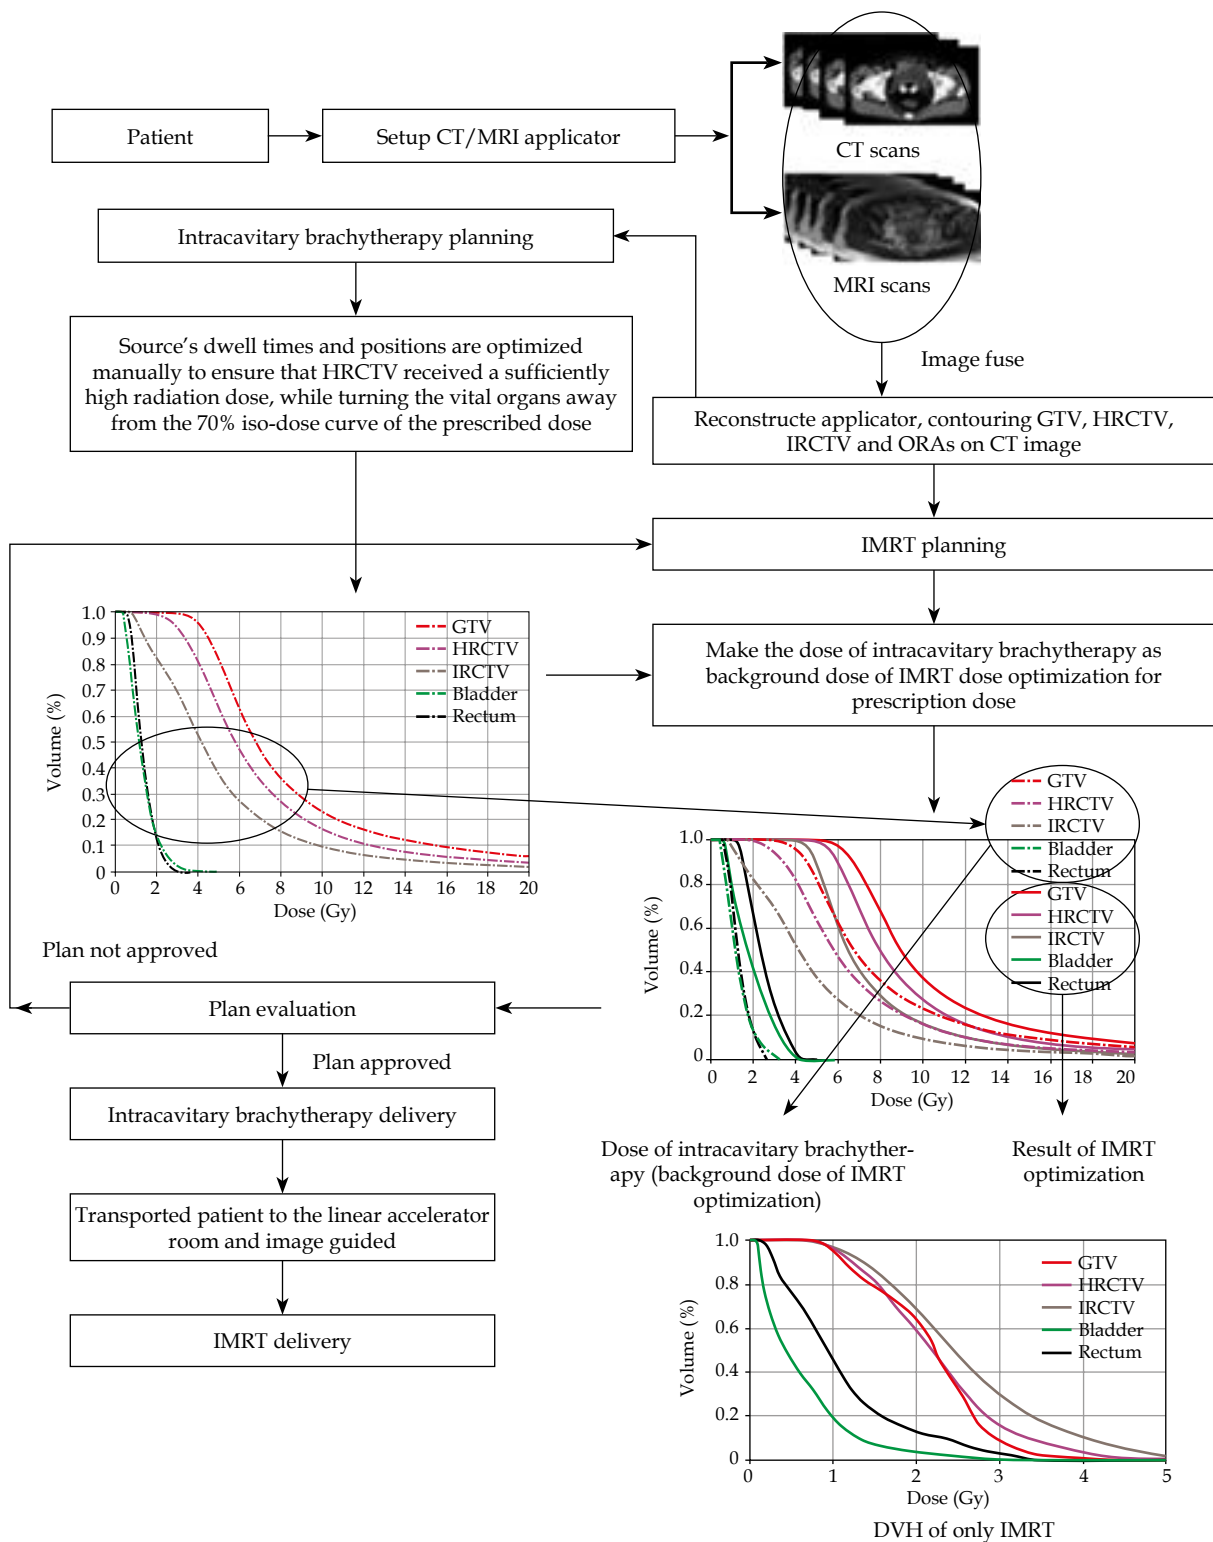 Patient
Setup CT/MRI applicator
CT scans
MRI scans
Image fuse
Intracavitary brachytherapy planning
Source's dwell times and positions are optimized
manually to ensure that HRCTV received a sufficiently
high radiation dose, while turning the vital organs away
from the 70% iso-dose curve of the prescribed dose
Reconstructe applicator, contouring GTV, HRCTV,
IRCTV and ORAs on CT image
IMRT planning
Make the dose of intracavitary brachytherapy as
background dose of IMRT dose optimization for
prescription dose
1.0
0.9
0.8
0.7
0.6
0.5
0.4
0.3
0.2
0.1
0
Volume (%)
GTV
HRCTV
IRCTV
Bladder
Rectum
0 2 4 6 8 10 12 14 16 18 20
Dose (Gy)
GTV
HRCTV
IRCTV
Bladder
Rectum
GTV
HRCTV
IRCTV
Bladder
Rectum
1.0
0.8
0.6
0.4
0.2
0
Volume (%)
0 2 4 6 8 10 12 14 16 18 20
Dose (Gy)
Plan not approved
Plan evaluation
Plan approved
Intracavitary brachytherapy delivery
Transported patient to the linear accelerator
room and image guided
IMRT delivery
Dose of intracavitary brachyther-
apy (background dose of IMRT
optimization)
Result of IMRT
optimization
1.0
0.8
0.6
0.4
0.2
0
Volume (%)
GTV
HRCTV
IRCTV
Bladder
Rectum
0 1 2 3 4 5
Dose (Gy)
DVH of only IMRT